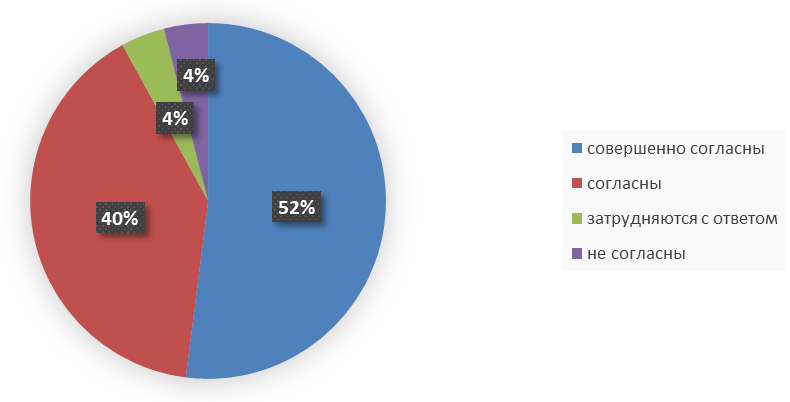 4%
4%
40%
52%
совершенно согласны
согласны
затрудняются с ответом
не согласны